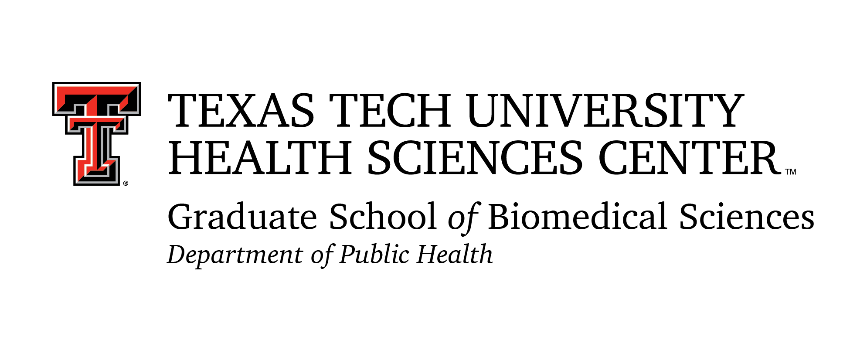 TEXAS TECH UNIVERSITY
HEALTH SCIENCES CENTER™
Graduate School of Biomedical Sciences
Department of Public Health